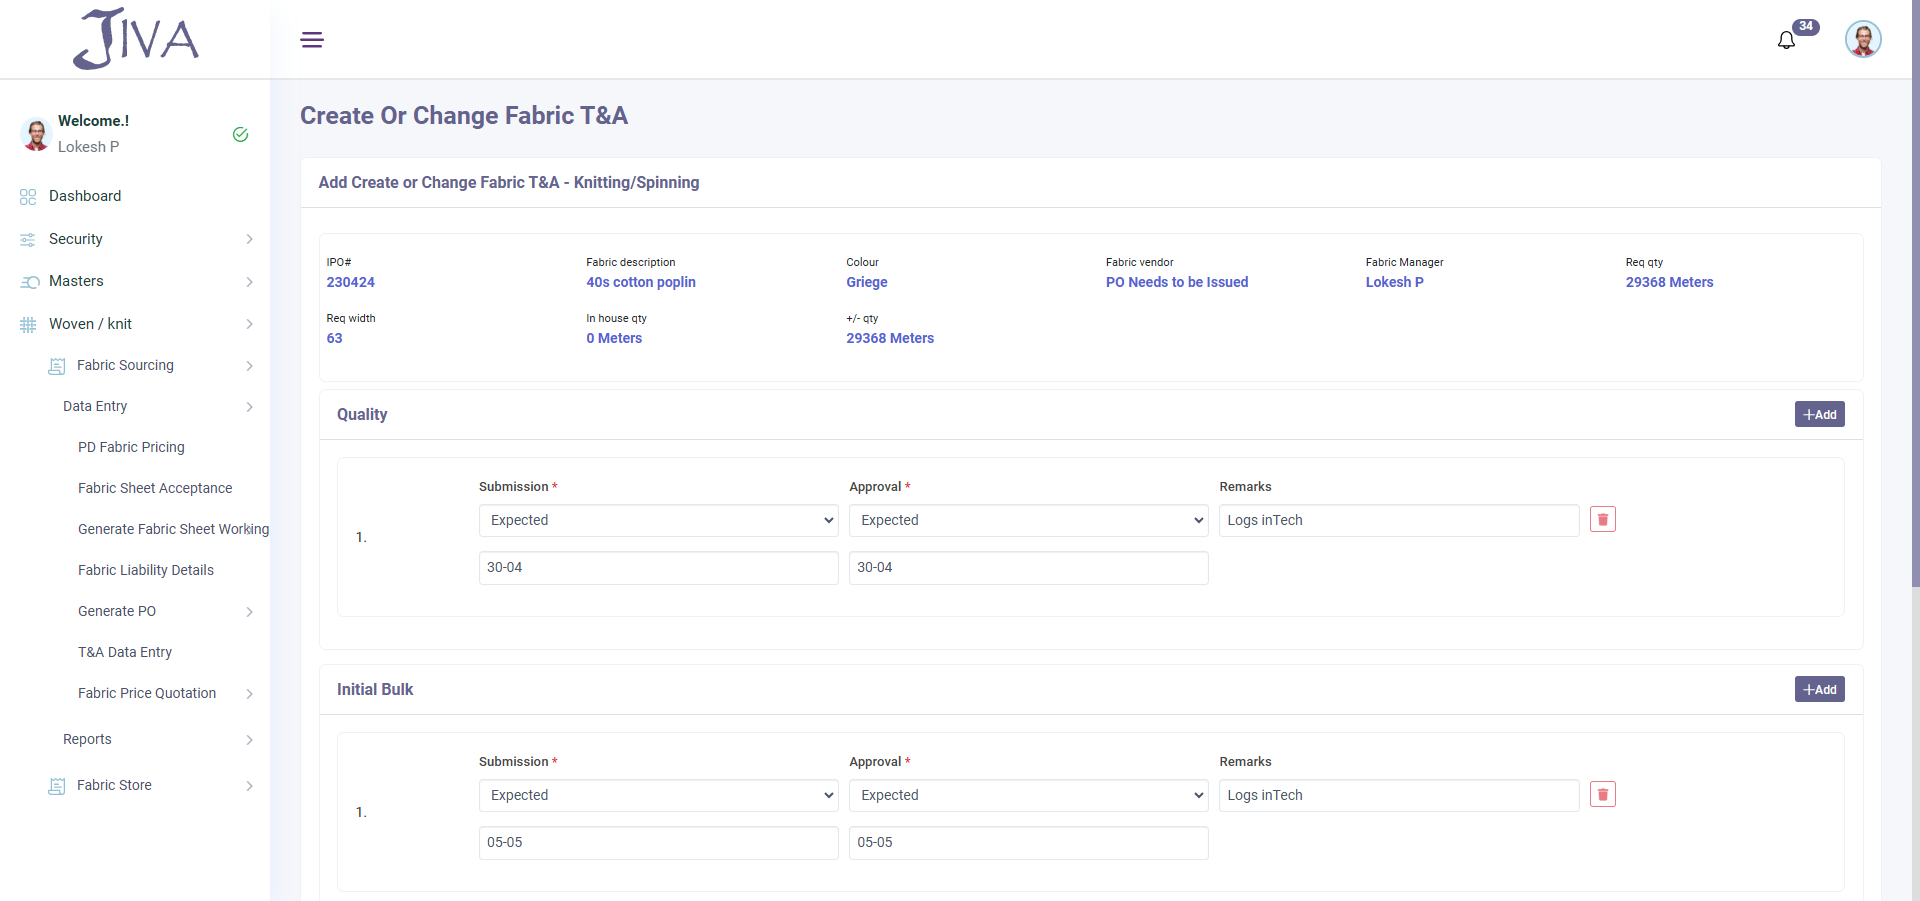 JIVA
34
Welcome.!
Lokesh P
Dashboard
Security
Masters
Woven / knit
Fabric Sourcing
Data Entry
PD Fabric Pricing
Fabric Sheet Acceptance
Generate Fabric Sheet Working
Fabric Liability Details
Generate PO
T&A Data Entry
Fabric Price Quotation
Reports
Fabric Store
Create Or Change Fabric T&A
Add Create or Change Fabric T&A - Knitting/Spinning
IPO# Fabric description Colour Fabric vendor Fabric Manager Req qty
230424 40s cotton poplin Griege PO Needs to be Issued Lokesh P 29368 Meters
Req width In house qty +/- qty
63 0 Meters 29368 Meters
Quality +Add
Submission * Approval * Remarks
Expected Expected Logs inTech
1.
30-04 30-04
Initial Bulk +Add
Submission * Approval * Remarks
Expected Expected Logs inTech
1.
05-05 05-05